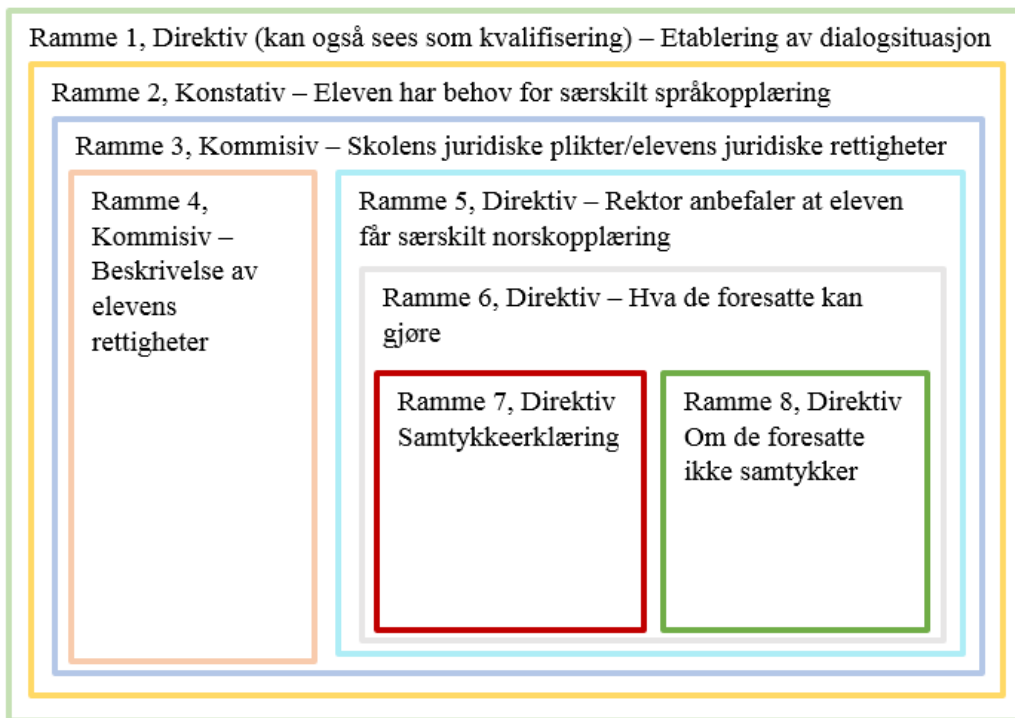 Ramme 1, Direktiv (kan også sees som kvalifisering) – Etablering av dialogsituasjon
Ramme 2, Konstativ – Eleven har behov for særskilt språkopplæring
Ramme 3, Kommisiv – Skolens juridiske plikter/elevens juridiske rettigheter
Ramme 4,
Kommisiv –
Beskrivelse av
elevens
rettigheter
Ramme 5, Direktiv – Rektor anbefaler at eleven
får særskilt norskopplæring
Ramme 6, Direktiv – Hva de foresatte kan
gjøre
Ramme 7, Direktiv
Samtykkeerklæring
Ramme 8, Direktiv
Om de foresatte
ikke samtykker